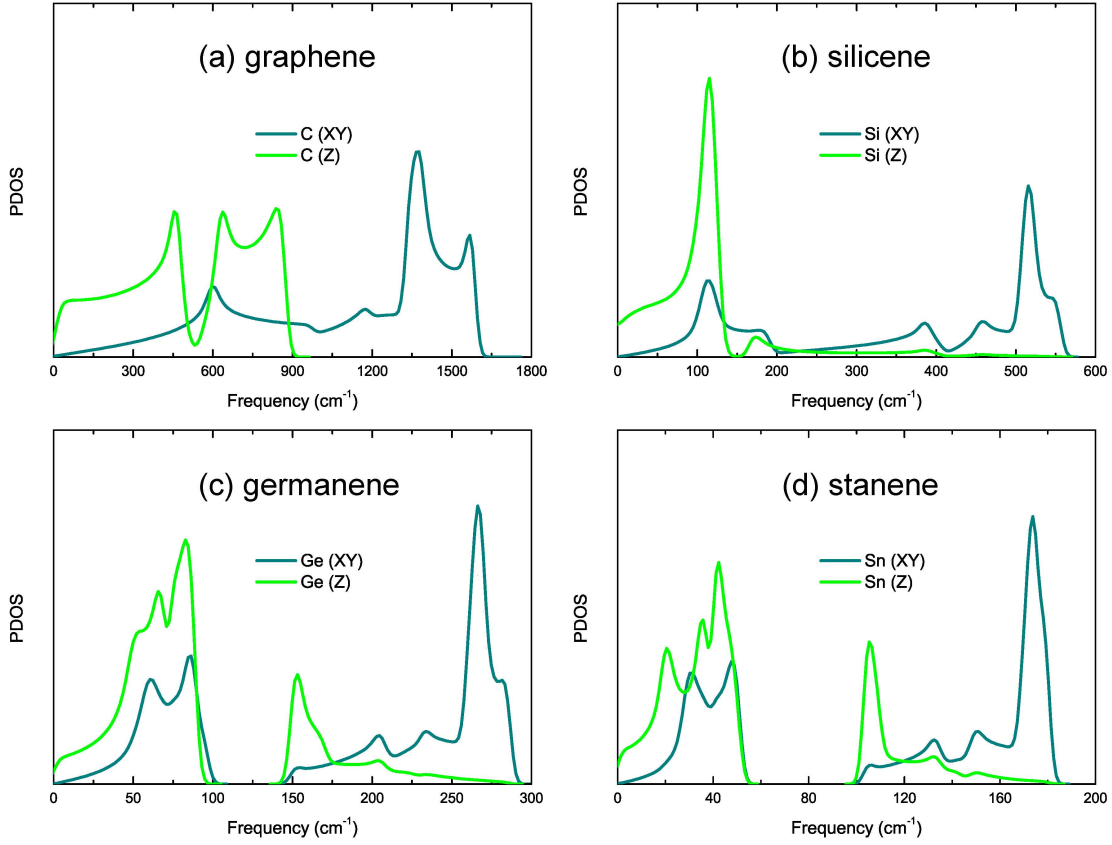 (a) graphene
C (XY)
C (Z)
PDOS
0 300 600 900 1200 1500 1800
Frequency (cm⁻¹)
(b) silicene
Si (XY)
Si (Z)
PDOS
0 100 200 300 400 500 600
Frequency (cm⁻¹)
(c) germanene
Ge (XY)
Ge (Z)
PDOS
0 50 100 150 200 250 300
Frequency (cm⁻¹)
(d) stanene
Sn (XY)
Sn (Z)
PDOS
0 40 80 120 160 200
Frequency (cm⁻¹)